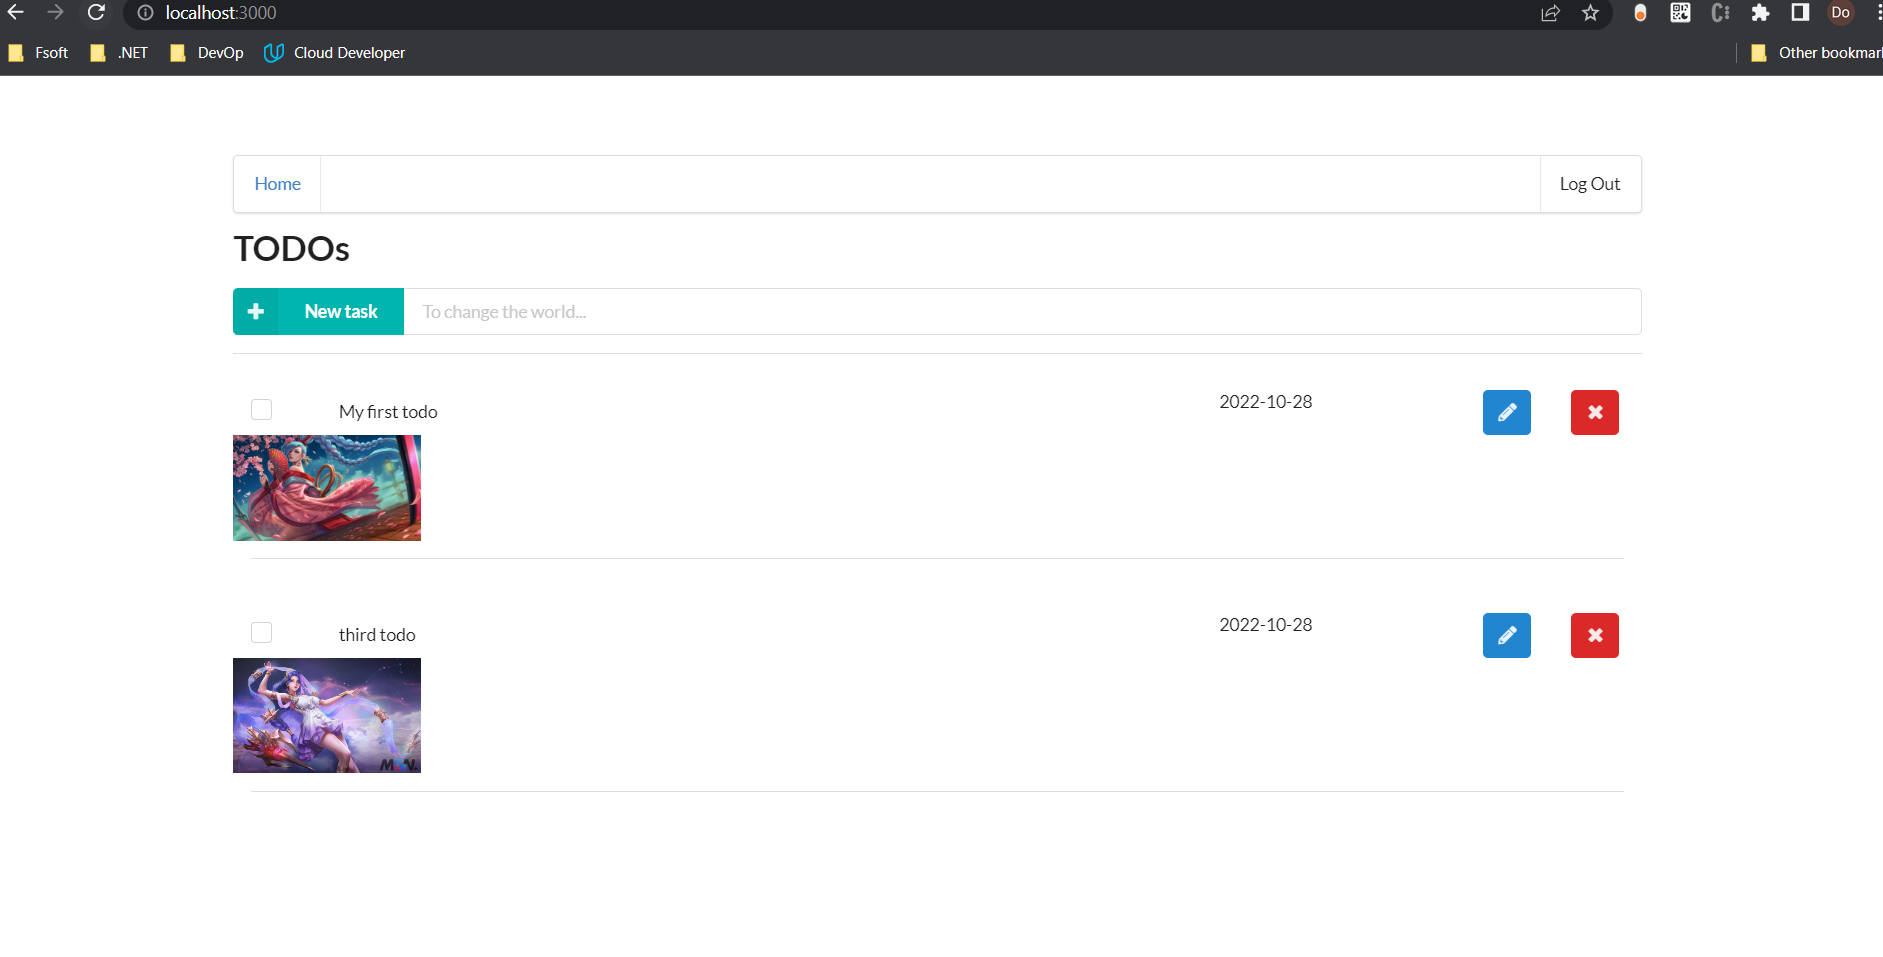 localhost:3000
Do
Fsoft
.NET
DevOp
Cloud Developer
Other bookmar
Home
Log Out
TODOs
New task
To change the world...
My first todo
2022-10-28
third todo
2022-10-28